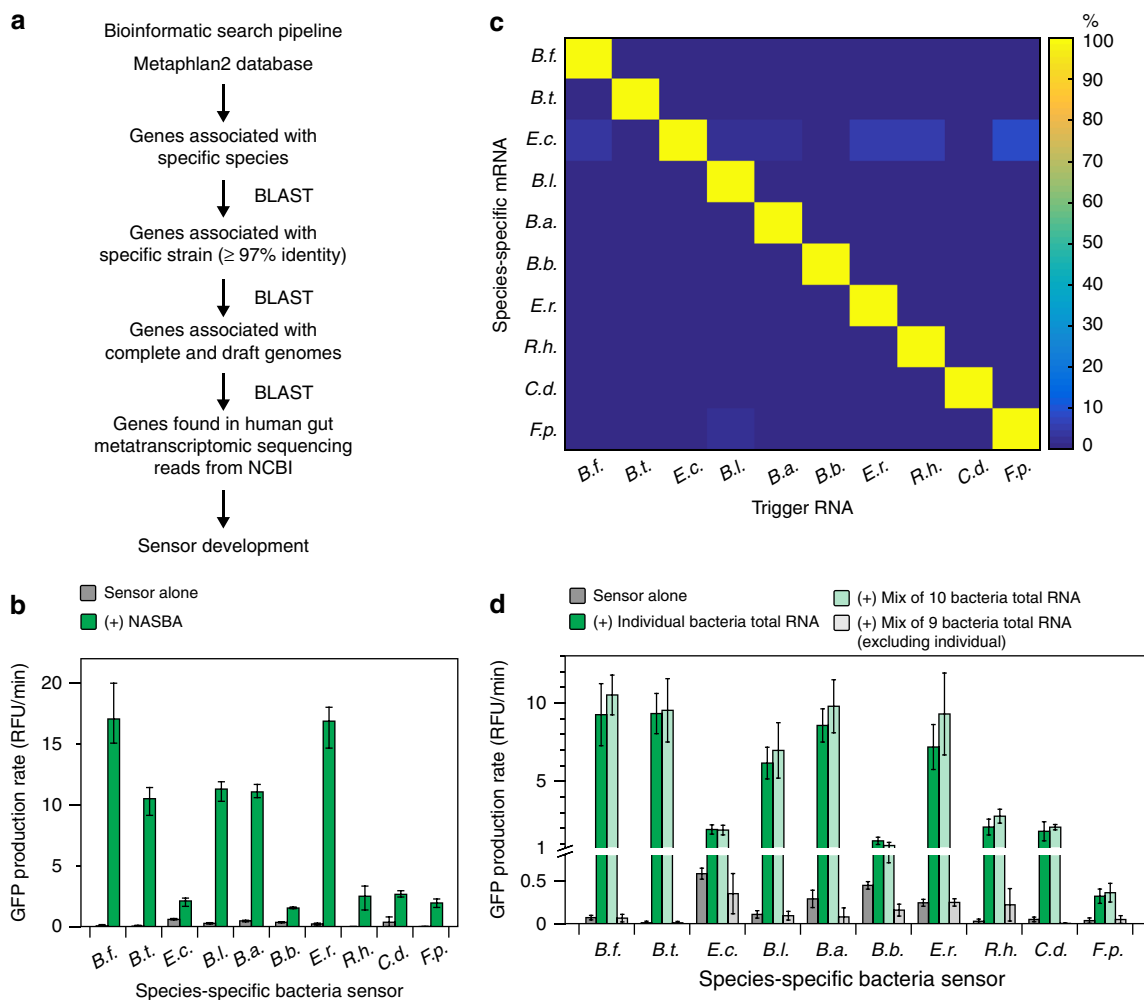 a
Bioinformatic search pipeline
Metaphlan2 database
Genes associated with
specific species
BLAST
Genes associated with
specific strain (≥ 97% identity)
BLAST
Genes associated with
complete and draft genomes
BLAST
Genes found in human gut
metatranscriptomic sequencing
reads from NCBI
Sensor development
b
Sensor alone
(+) NASBA
GFP production rate (RFU/min)
20
15
10
5
0
B.f. B.t. E.c. B.l. B.a. B.b. E.r. R.h. C.d. F.p.
Species-specific bacteria sensor
c
Species-specific mRNA
B.f.
B.t.
E.c.
B.l.
B.a.
B.b.
E.r.
R.h.
C.d.
F.p.
B.f. B.t. E.c. B.l. B.a. B.b. E.r. R.h. C.d. F.p.
Trigger RNA
%
100
90
80
70
60
50
40
30
20
10
0
d
Sensor alone
(+) Individual bacteria total RNA
(+) Mix of 10 bacteria total RNA
(+) Mix of 9 bacteria total RNA
(excluding individual)
GFP production rate (RFU/min)
10
5
1
0.5
0
B.f. B.t. E.c. B.l. B.a. B.b. E.r. R.h. C.d. F.p.
Species-specific bacteria sensor